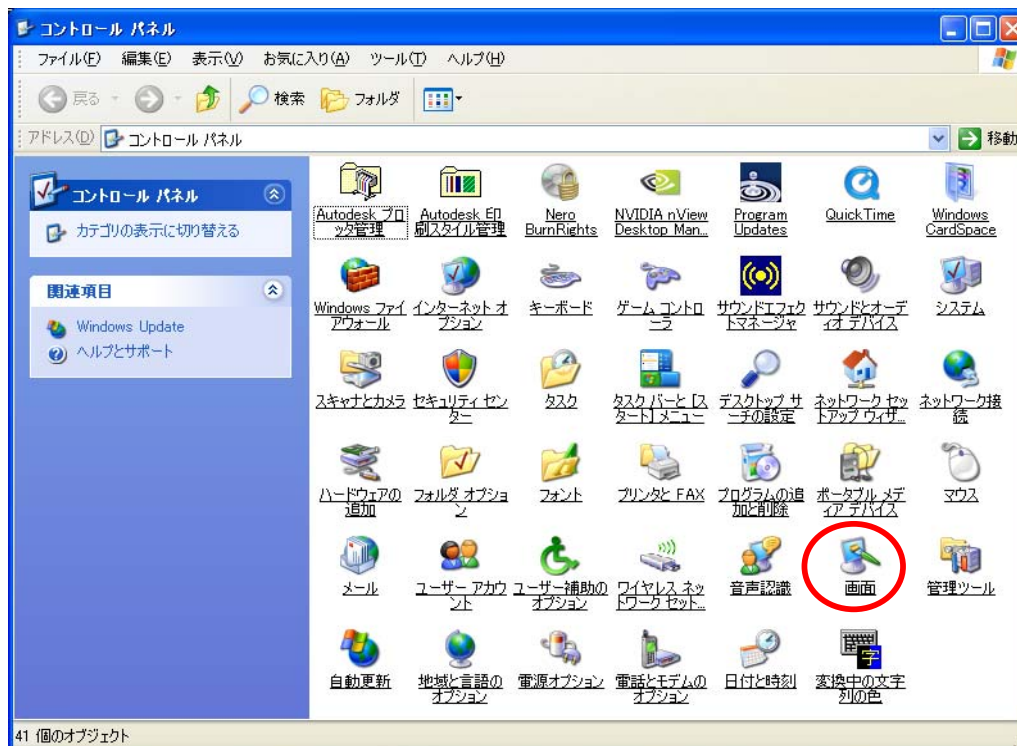 コントロール パネル
ファイル(F) 編集(E) 表示(V) お気に入り(A) ツール(T) ヘルプ(H)
戻る 検索 フォルダ
アドレス(D) コントロール パネル 移動
コントロール パネル
カテゴリの表示に切り替える
関連項目
Windows Update
ヘルプとサポート
Autodesk プロ
ッタ管理
Autodesk 印
刷スタイル管理
Nero
BurnRights
NVIDIA nView
Desktop Man...
Program
Updates
QuickTime
Windows
CardSpace
Windows ファイ
アウォール
インターネット オ
プション
キーボード
ゲーム コントロ
ーラ
サウンドエフェク
トマネージャ
サウンドとオーデ
ィオ デバイス
システム
スキャナとカメラ
セキュリティ セン
ター
タスク
タスク バーと [ス
タート] メニュー
デスクトップ サ
ーチの設定
ネットワーク セッ
トアップ ウィザ...
ネットワーク接
続
ハードウェアの
追加
フォルダ オプショ
ン
フォント
プリンタと FAX
プログラムの追
加と削除
ポータブル メデ
ィア デバイス
マウス
メール
ユーザー アカウ
ント
ユーザー補助の
オプション
ワイヤレス ネッ
トワーク セット...
音声認識
画面
管理ツール
自動更新
地域と言語の
オプション
電源オプション
電話とモデムの
オプション
日付と時刻
字
変換中の文字
列の色
41 個のオブジェクト